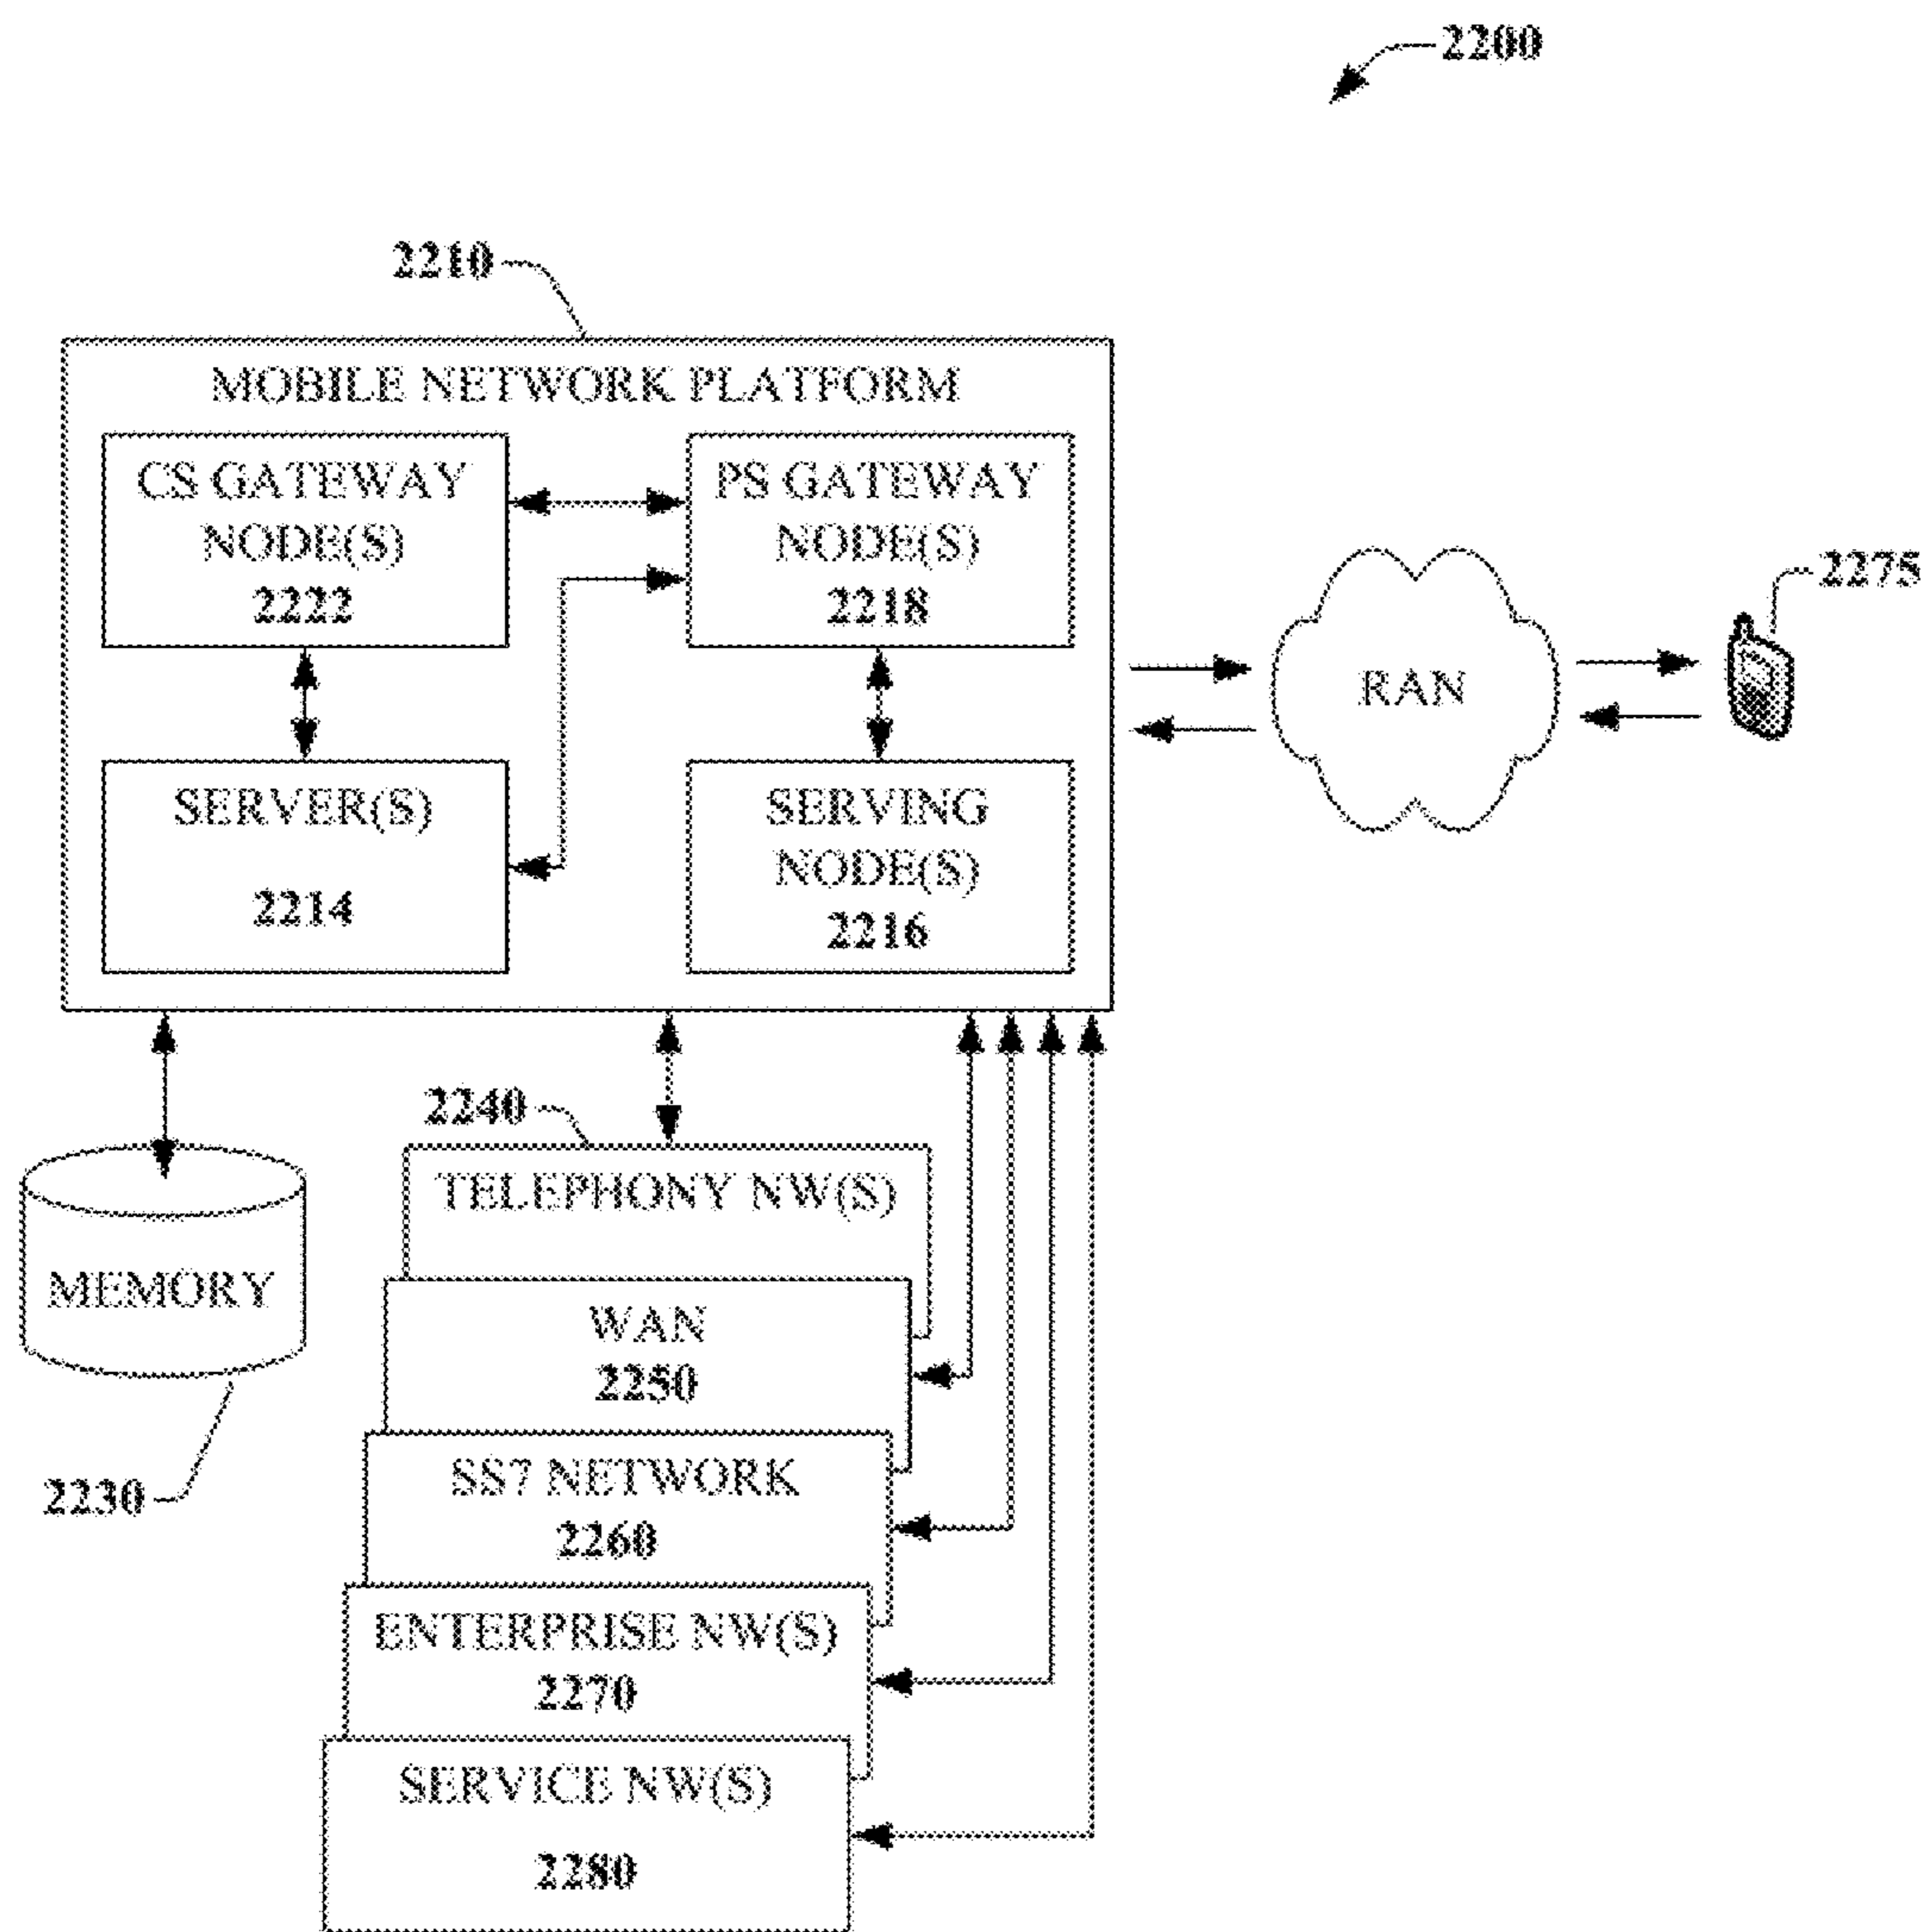 2200
2210
MOBILE NETWORK PLATFORM
CS GATEWAY
NODE(S)
2222
PS GATEWAY
NODE(S)
2218
SERVER(S)
2214
SERVING
NODE(S)
2216
RAN
2275
2240
TELEPHONY NW(S)
MEMORY
2230
WAN
2250
SS7 NETWORK
2260
ENTERPRISE NW(S)
2270
SERVICE NW(S)
2280